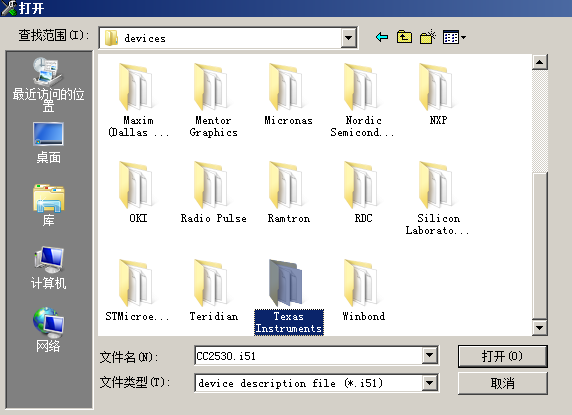 打开
查找范围(I):
devices
最近访问的位
置
桌面
库
计算机
网络
Maxim
(Dallas ...
Mentor
Graphics
Micronas
Nordic
Semicond...
NXP
OKI
Radio Pulse
Ramtron
RDC
Silicon
Laborato...
STMicroe...
Teridian
Texas
Instruments
Winbond
文件名(N):
CC2530.i51
打开(O)
文件类型(T):
device description file (*.i51)
取消